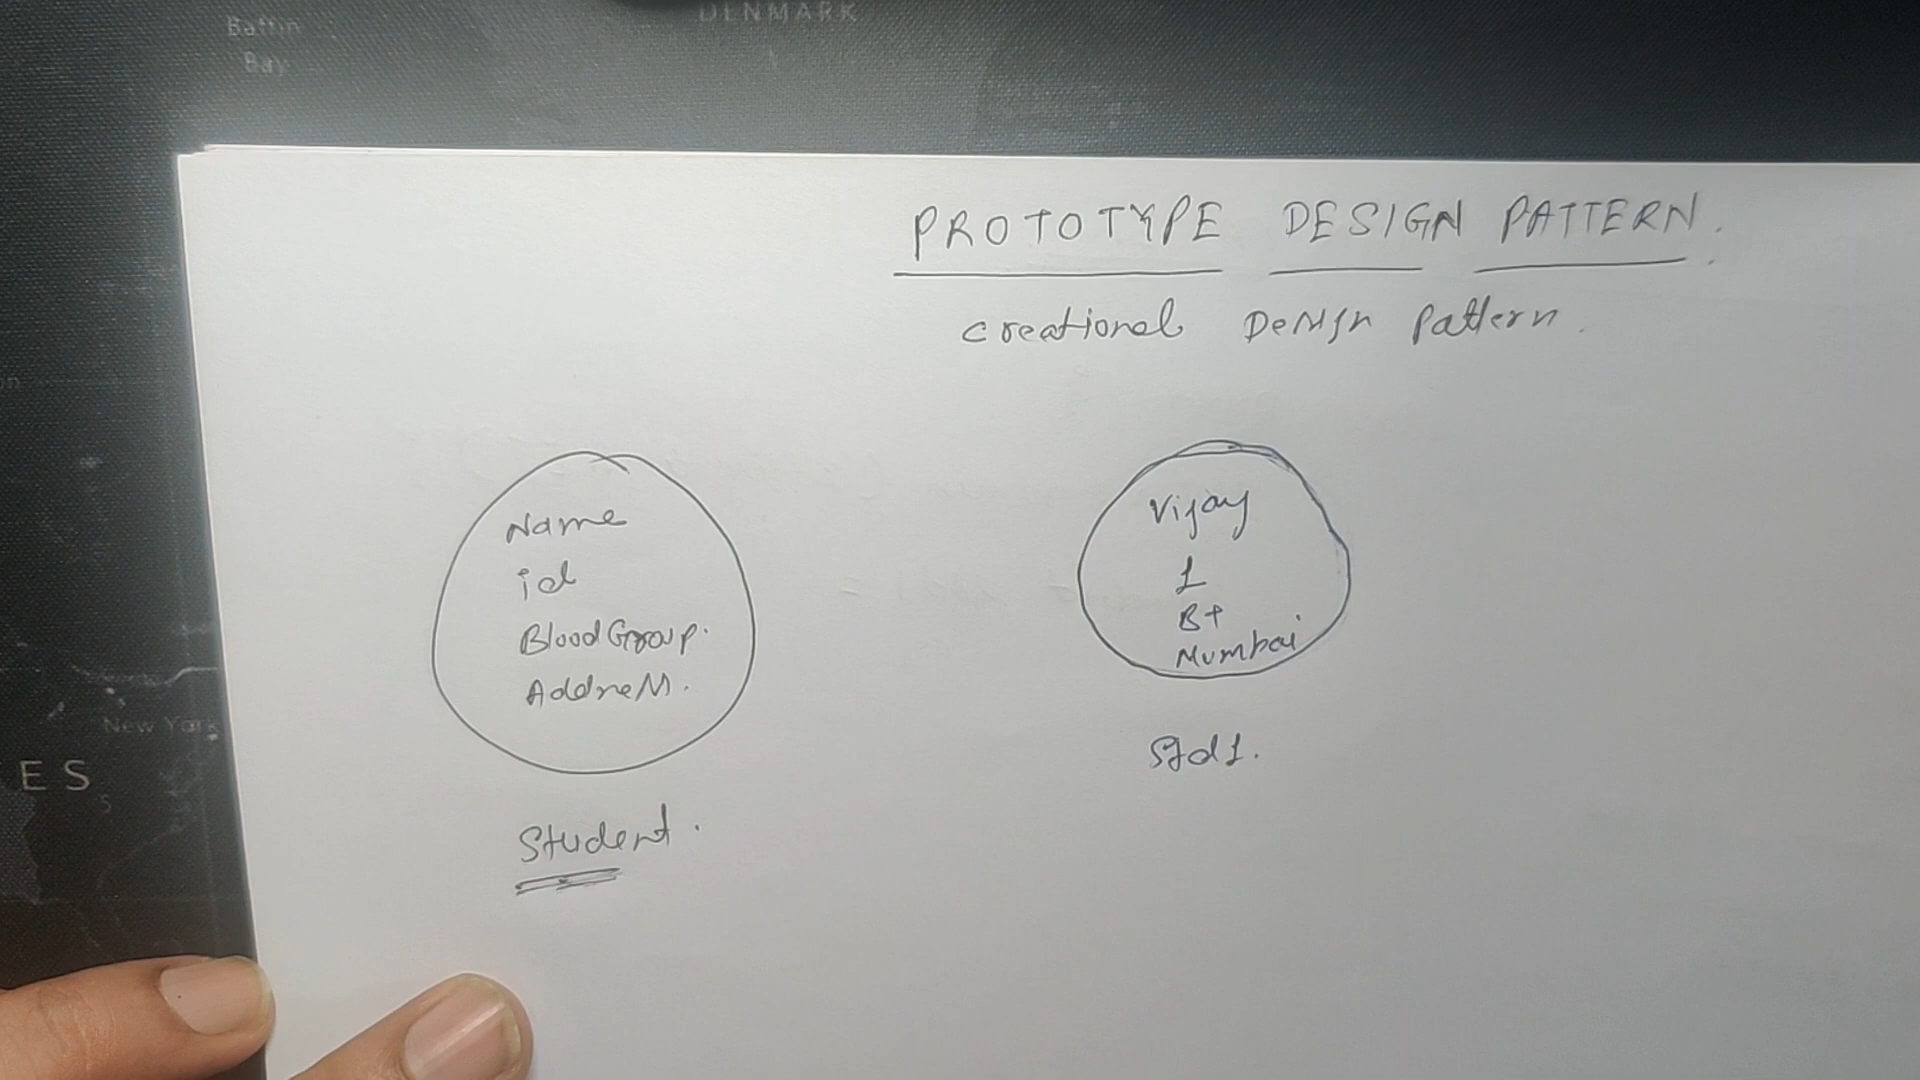 Baffin
Bay
DENMARK
PROTOTYPE DESIGN PATTERN.
Creational Design Pattern.
Name
id
BloodGroup.
Address.
Student.
Vijay
1
B+
Mumbai
Std1.
New York
ES